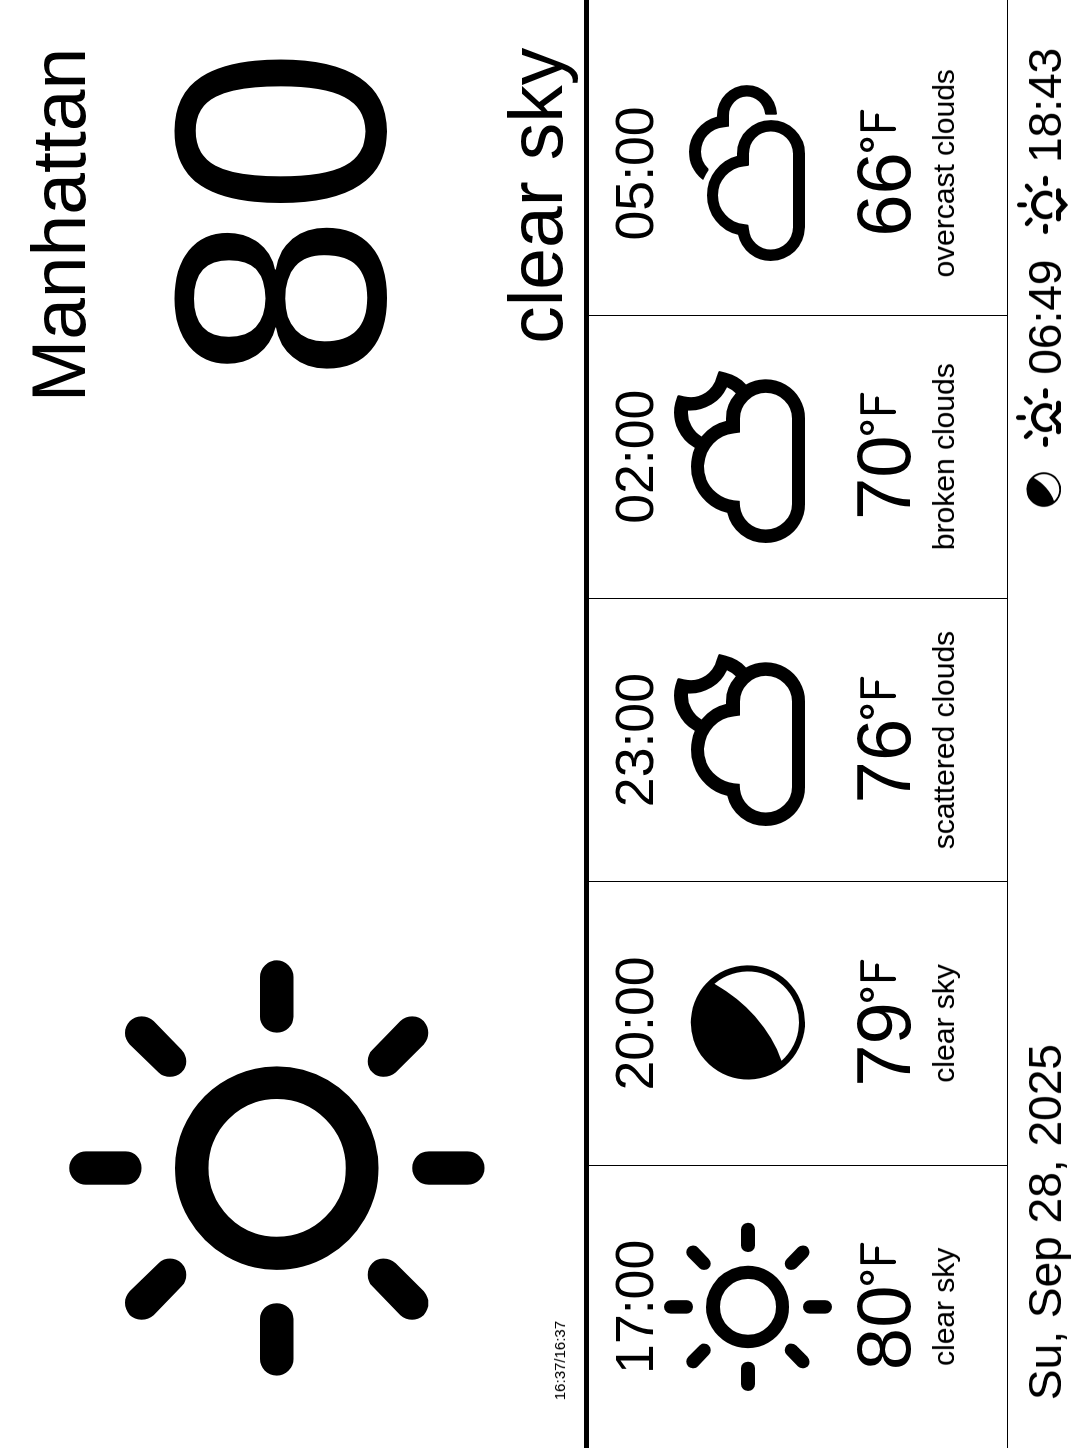 Manhattan
80
clear sky
16:37/16:37
17:00
80°F
clear sky
20:00
79°F
clear sky
23:00
76°F
scattered clouds
02:00
70°F
broken clouds
05:00
66°F
overcast clouds
Su, Sep 28, 2025
06:49
18:43